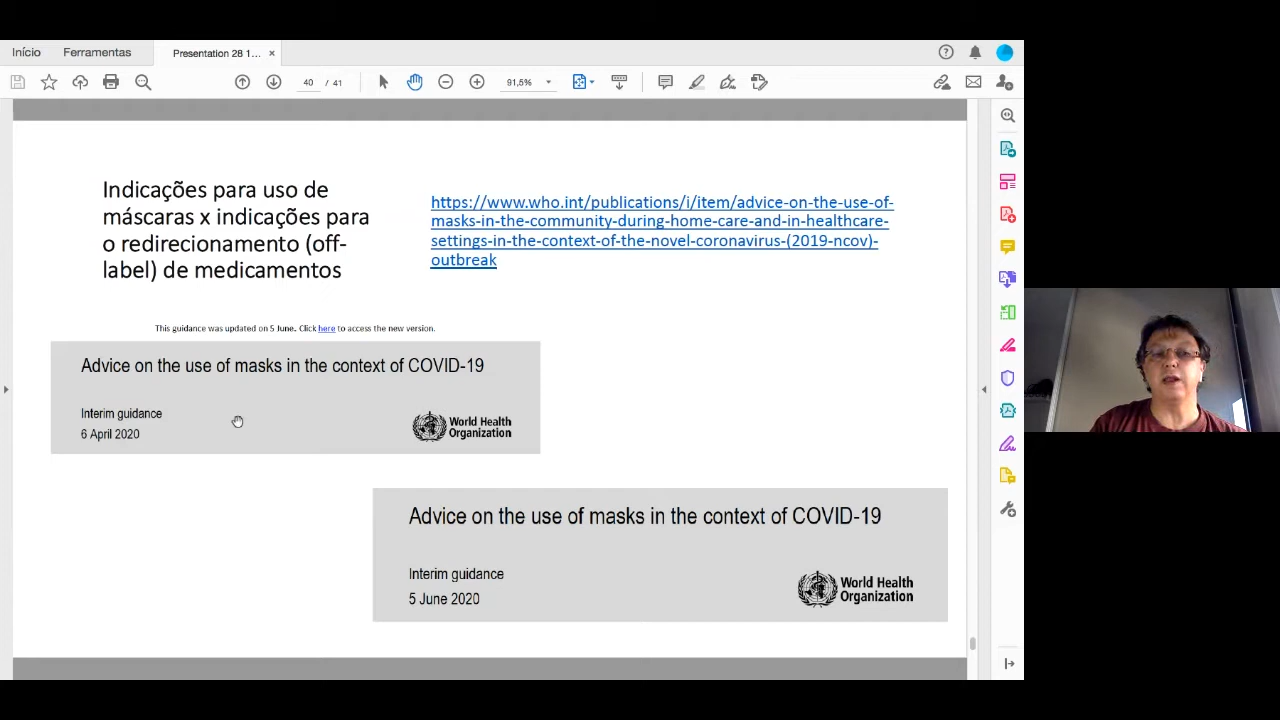 Início Ferramentas Presentation 28 1... ×
40 / 41 91,5%
Indicações para uso de
máscaras x indicações para
o redirecionamento (off-
label) de medicamentos
https://www.who.int/publications/i/item/advice-on-the-use-of-
masks-in-the-community-during-home-care-and-in-healthcare-
settings-in-the-context-of-the-novel-coronavirus-(2019-ncov)-
outbreak
This guidance was updated on 5 June. Click here to access the new version.
Advice on the use of masks in the context of COVID-19
Interim guidance
6 April 2020
World Health
Organization
Advice on the use of masks in the context of COVID-19
Interim guidance
5 June 2020
World Health
Organization